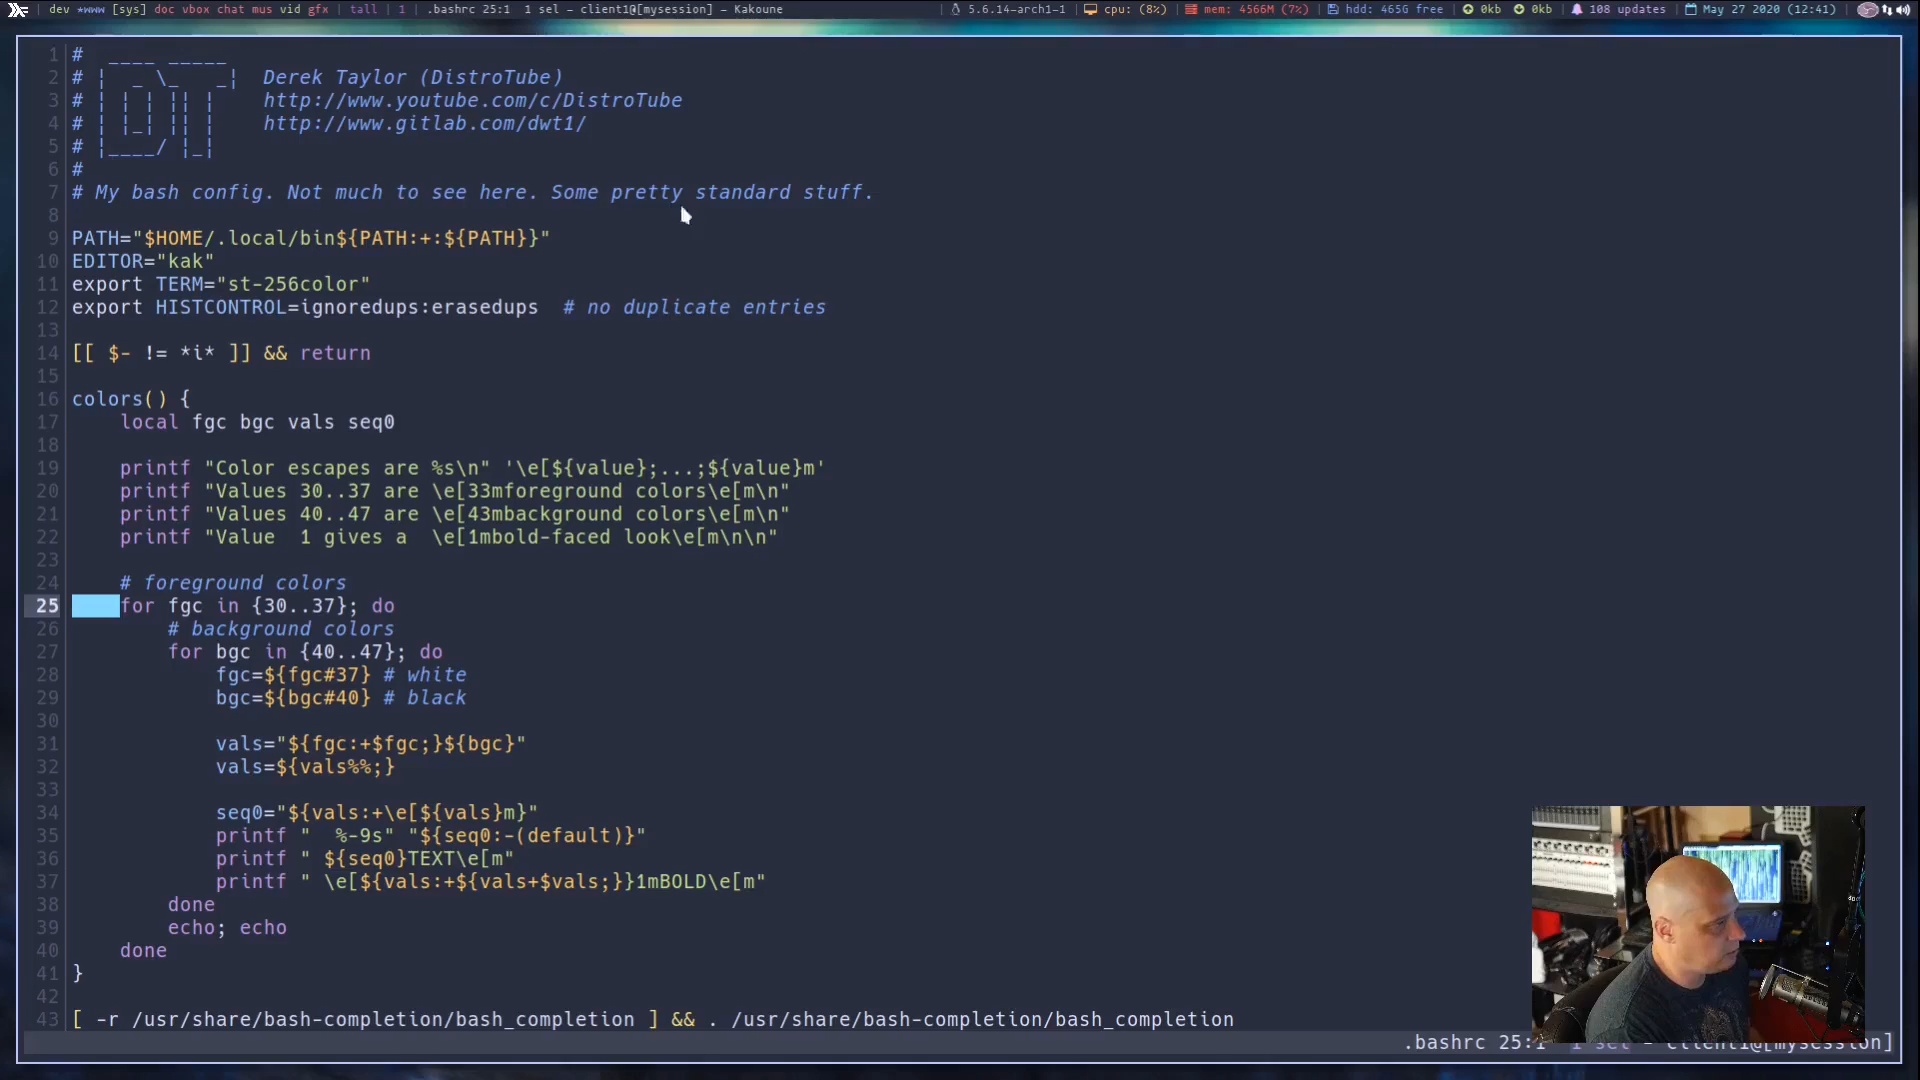 dev *www [sys] doc vbox chat mus vid gfx | tall | 1 | .bashrc 25:1 1 sel - client1@[mysession] - Kakoune | 5.6.14-arch1-1 | cpu: (8%) | mem: 4566M (7%) | hdd: 465G free | 0kb 0kb | 108 updates | May 27 2020 (12:41)
1 #   ____ _____
2 # |  _ \_   _|  Derek Taylor (DistroTube)
3 # | | | || |    http://www.youtube.com/c/DistroTube
4 # | |_| || |    http://www.gitlab.com/dwt1/
5 # |____/ |_|
6 #
7 # My bash config. Not much to see here. Some pretty standard stuff.
8
9 PATH="$HOME/.local/bin${PATH:+:${PATH}}"
10 EDITOR="kak"
11 export TERM="st-256color"
12 export HISTCONTROL=ignoredups:erasedups  # no duplicate entries
13
14 [[ $- != *i* ]] && return
15
16 colors() {
17     local fgc bgc vals seq0
18
19     printf "Color escapes are %s\n" '\e[${value};...;${value}m'
20     printf "Values 30..37 are \e[33mforeground colors\e[m\n"
21     printf "Values 40..47 are \e[43mbackground colors\e[m\n"
22     printf "Value  1 gives a  \e[1mbold-faced look\e[m\n\n"
23
24     # foreground colors
25     for fgc in {30..37}; do
26         # background colors
27         for bgc in {40..47}; do
28             fgc=${fgc#37} # white
29             bgc=${bgc#40} # black
30
31             vals="${fgc:+$fgc;}${bgc}"
32             vals=${vals%%;}
33
34             seq0="${vals:+\e[${vals}m}"
35             printf "  %-9s" "${seq0:-(default)}"
36             printf " ${seq0}TEXT\e[m"
37             printf " \e[${vals:+${vals+$vals;}}1mBOLD\e[m"
38         done
39         echo; echo
40     done
41 }
42
43 [ -r /usr/share/bash-completion/bash_completion ] && . /usr/share/bash-completion/bash_completion
.bashrc 25:1 1 sel - client1@[mysession]